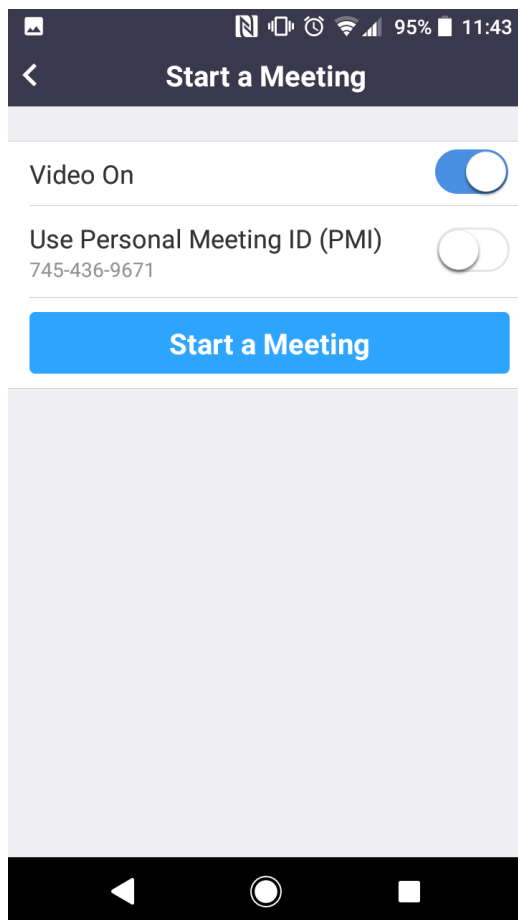 95% 11:43
Start a Meeting
Video On
Use Personal Meeting ID (PMI)
745-436-9671
Start a Meeting